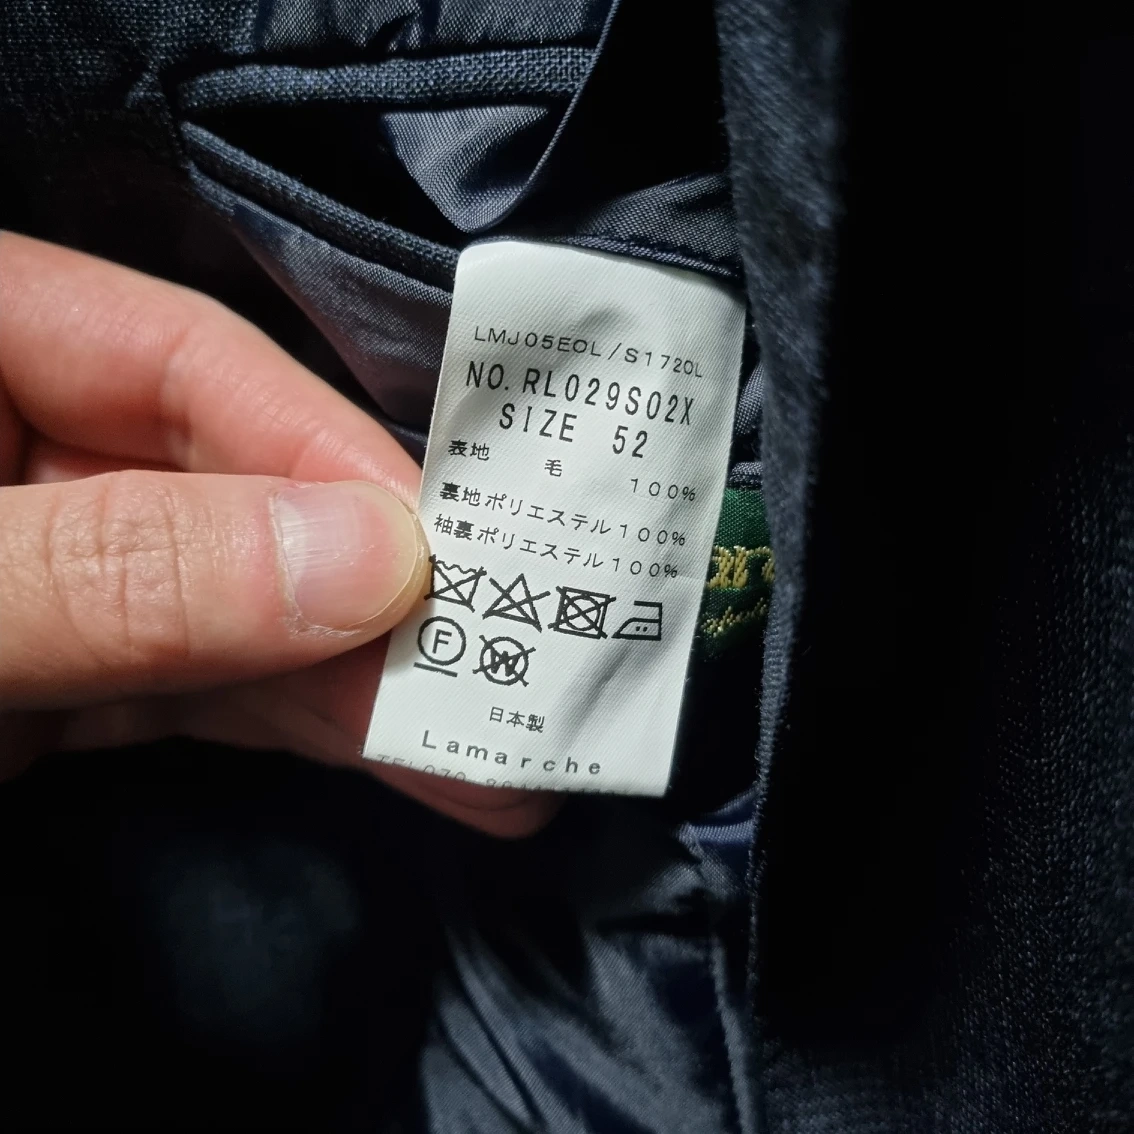 LMJ05EOL/S1720L
NO. RL029S02X
SIZE 52
表地 毛 100%
裏地ポリエステル100%
袖裏ポリエステル100%
F W
日本製
Lamarche